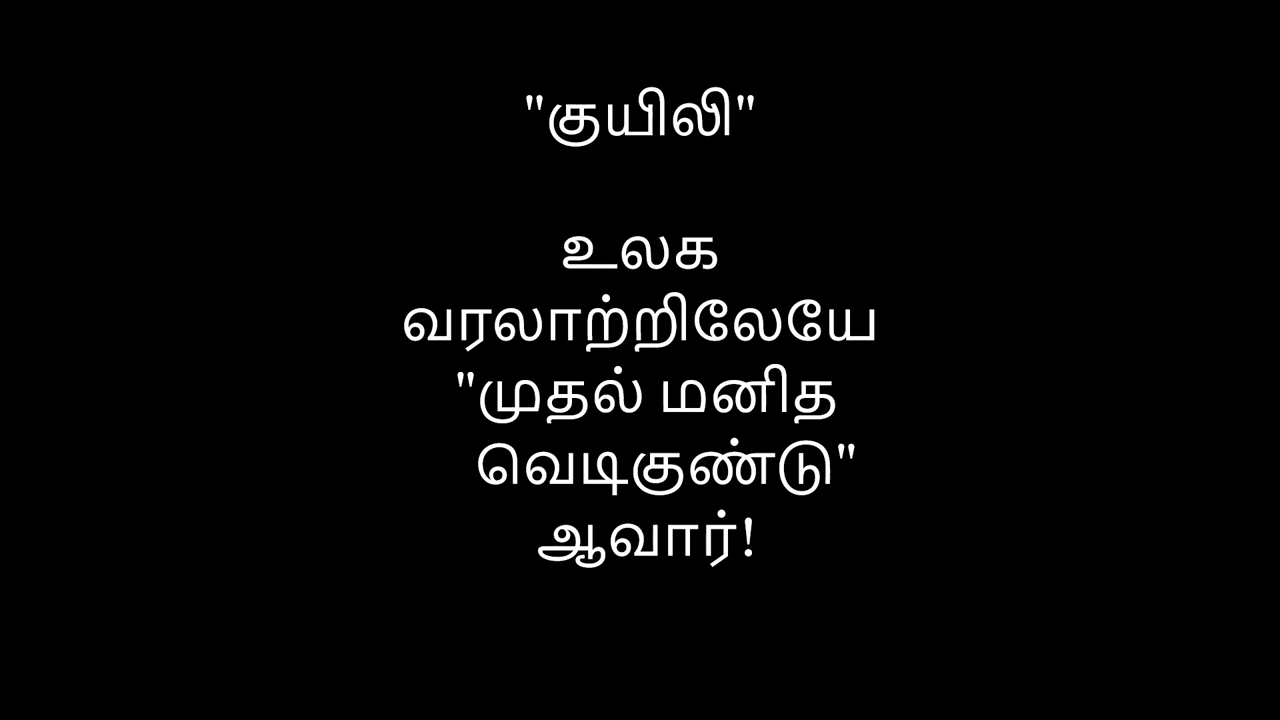 "குயிலி"
உலக
வரலாற்றிலேயே
"முதல் மனித
வெடிகுண்டு"
ஆவார்!